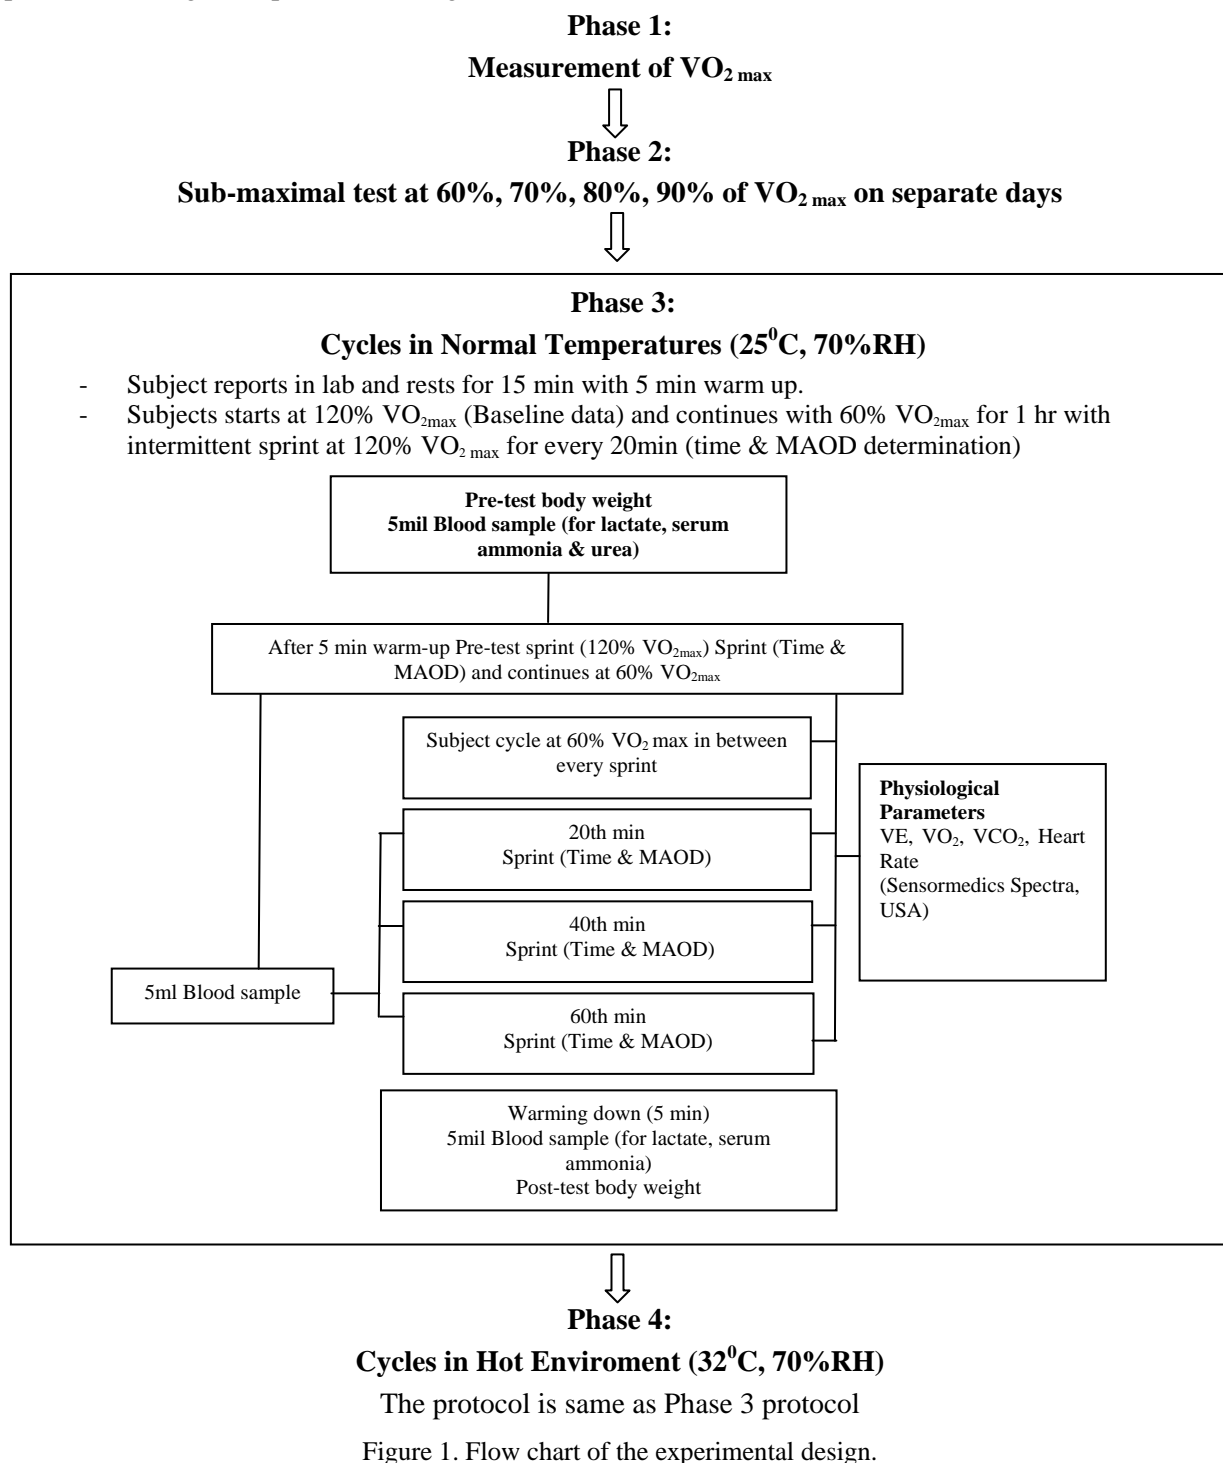 Phase 1:
Measurement of VO2 max
Phase 2:
Sub-maximal test at 60%, 70%, 80%, 90% of VO2 max on separate days
Phase 3:
Cycles in Normal Temperatures (25⁰C, 70%RH)
- Subject reports in lab and rests for 15 min with 5 min warm up.
- Subjects starts at 120% VO2max (Baseline data) and continues with 60% VO2max for 1 hr with
intermittent sprint at 120% VO2 max for every 20min (time & MAOD determination)
Pre-test body weight
5mil Blood sample (for lactate, serum
ammonia & urea)
After 5 min warm-up Pre-test sprint (120% VO2max) Sprint (Time &
MAOD) and continues at 60% VO2max
Subject cycle at 60% VO2 max in between
every sprint
Physiological
Parameters
VE, VO2, VCO2, Heart
Rate
(Sensormedics Spectra,
USA)
20th min
Sprint (Time & MAOD)
40th min
Sprint (Time & MAOD)
5ml Blood sample
60th min
Sprint (Time & MAOD)
Warming down (5 min)
5mil Blood sample (for lactate, serum
ammonia)
Post-test body weight
Phase 4:
Cycles in Hot Enviroment (32⁰C, 70%RH)
The protocol is same as Phase 3 protocol
Figure 1. Flow chart of the experimental design.